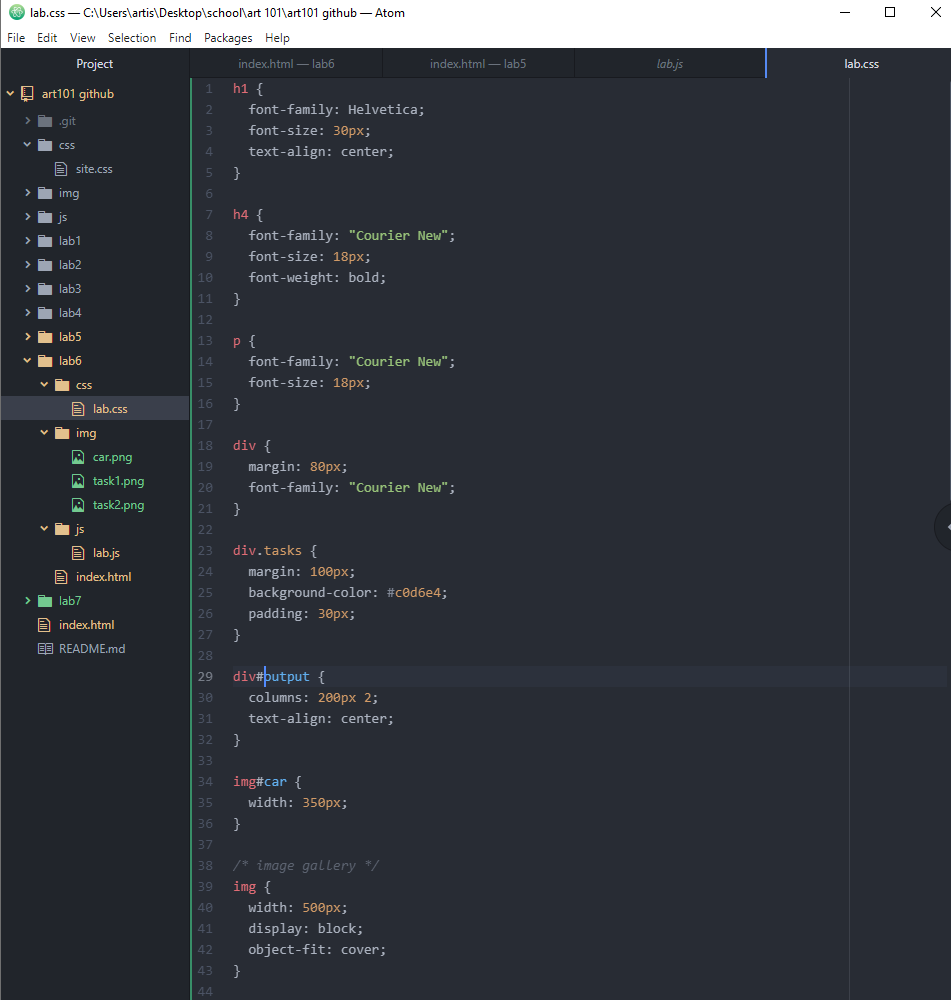 lab.css — C:\Users\artis\Desktop\school\art 101\art101 github — Atom
File Edit View Selection Find Packages Help
Project
art101 github
.git
css
site.css
img
js
lab1
lab2
lab3
lab4
lab5
lab6
css
lab.css
img
car.png
task1.png
task2.png
js
lab.js
index.html
lab7
index.html
README.md
index.html — lab6 index.html — lab5 lab.js lab.css
1 h1 {
2 font-family: Helvetica;
3 font-size: 30px;
4 text-align: center;
5 }
6
7 h4 {
8 font-family: "Courier New";
9 font-size: 18px;
10 font-weight: bold;
11 }
12
13 p {
14 font-family: "Courier New";
15 font-size: 18px;
16 }
17
18 div {
19 margin: 80px;
20 font-family: "Courier New";
21 }
22
23 div.tasks {
24 margin: 100px;
25 background-color: #c0d6e4;
26 padding: 30px;
27 }
28
29 div#output {
30 columns: 200px 2;
31 text-align: center;
32 }
33
34 img#car {
35 width: 350px;
36 }
37
38 /* image gallery */
39 img {
40 width: 500px;
41 display: block;
42 object-fit: cover;
43 }
44